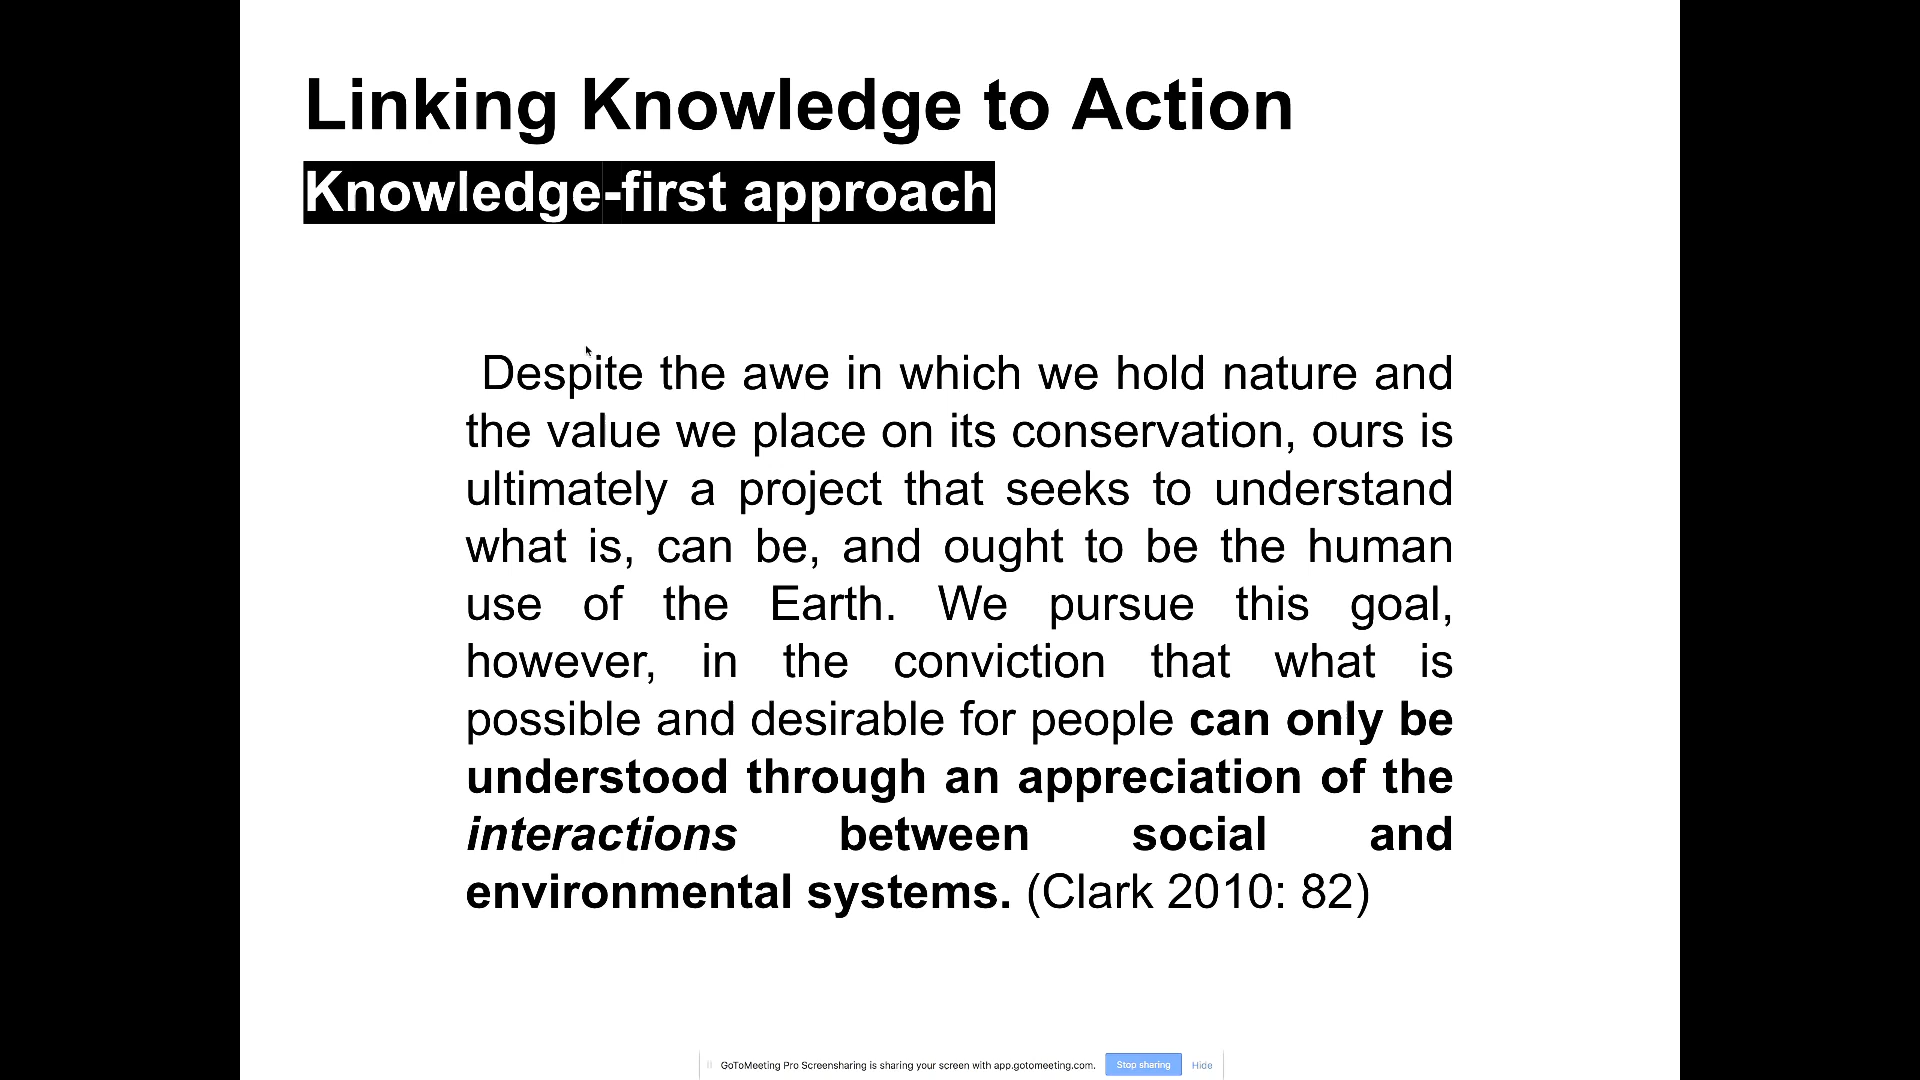 Linking Knowledge to Action
Knowledge-first approach
Despite the awe in which we hold nature and
the value we place on its conservation, ours is
ultimately a project that seeks to understand
what is, can be, and ought to be the human
use of the Earth. We pursue this goal,
however, in the conviction that what is
possible and desirable for people can only be
understood through an appreciation of the
interactions between social and
environmental systems. (Clark 2010: 82)
GoToMeeting Pro Screensharing is sharing your screen with app.gotomeeting.com. Stop sharing Hide